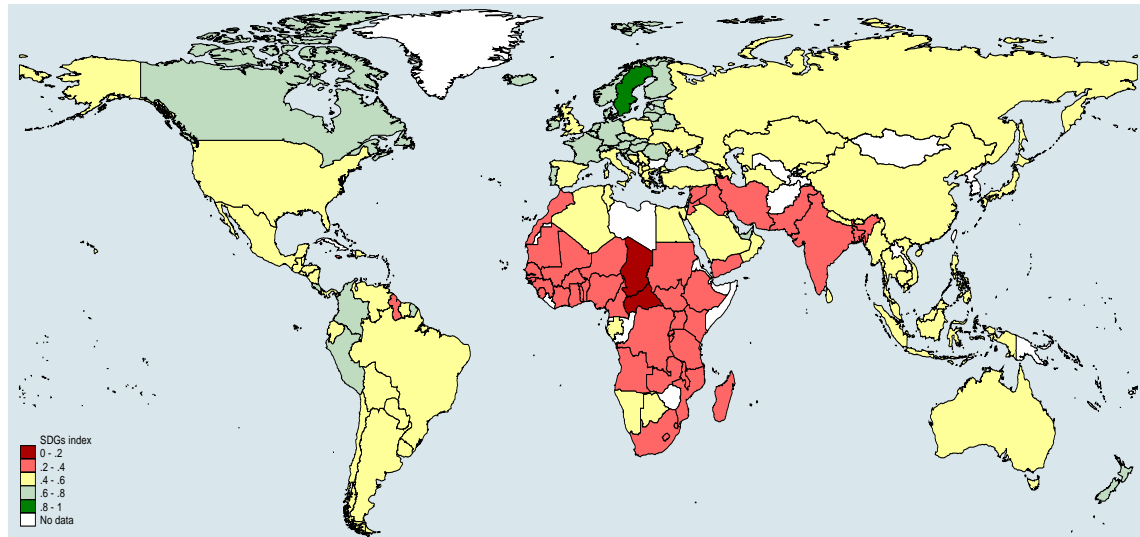 SDGs index
0 - .2
.2 - .4
.4 - .6
.6 - .8
.8 - 1
No data